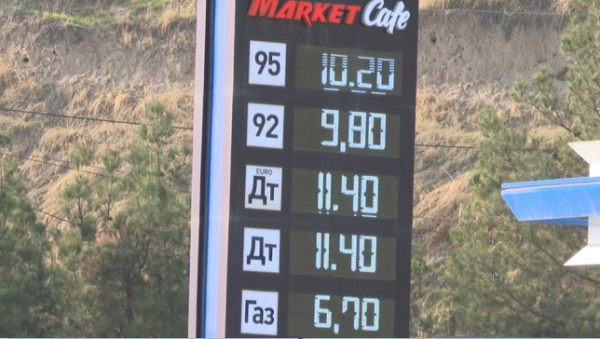 MARKET Cafe
95 10.20
92 9,80
EURO
Дт 11.40
Дт 11.40
Газ 6,70